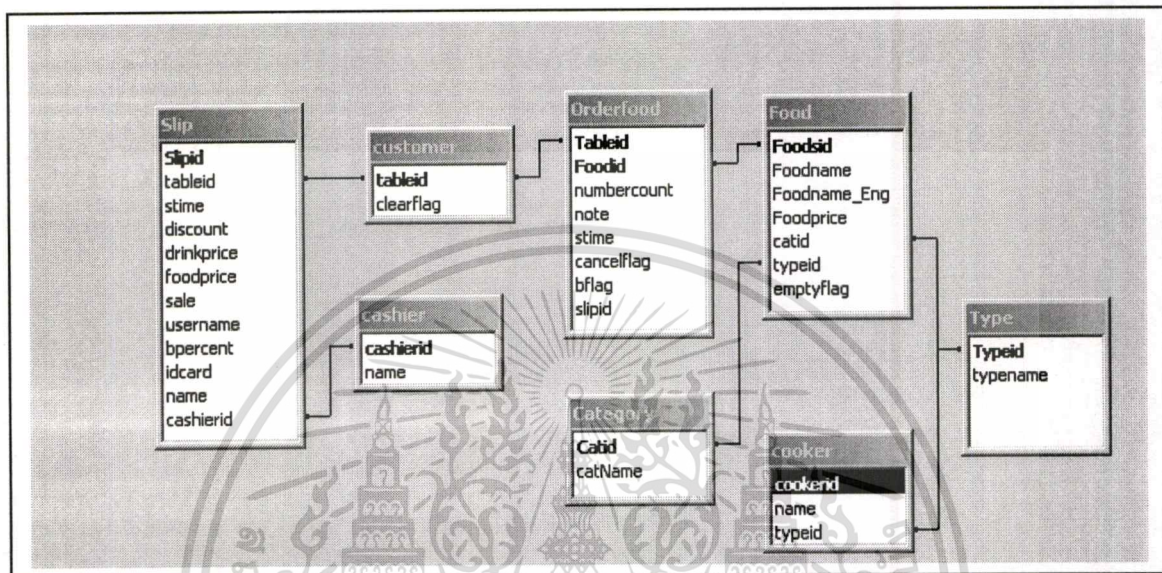 Slip
Slipid
tableid
stime
discount
drinkprice
foodprice
sale
username
bpercent
idcard
name
cashierid
customer
tableid
clearflag
cashier
cashierid
name
Orderfood
Tableid
Foodid
numbercount
note
stime
cancelflag
bflag
slipid
Category
Catid
catName
Food
Foodsid
Foodname
Foodname_Eng
Foodprice
catid
typeid
emptyflag
cooker
cookerid
name
typeid
Type
Typeid
typename